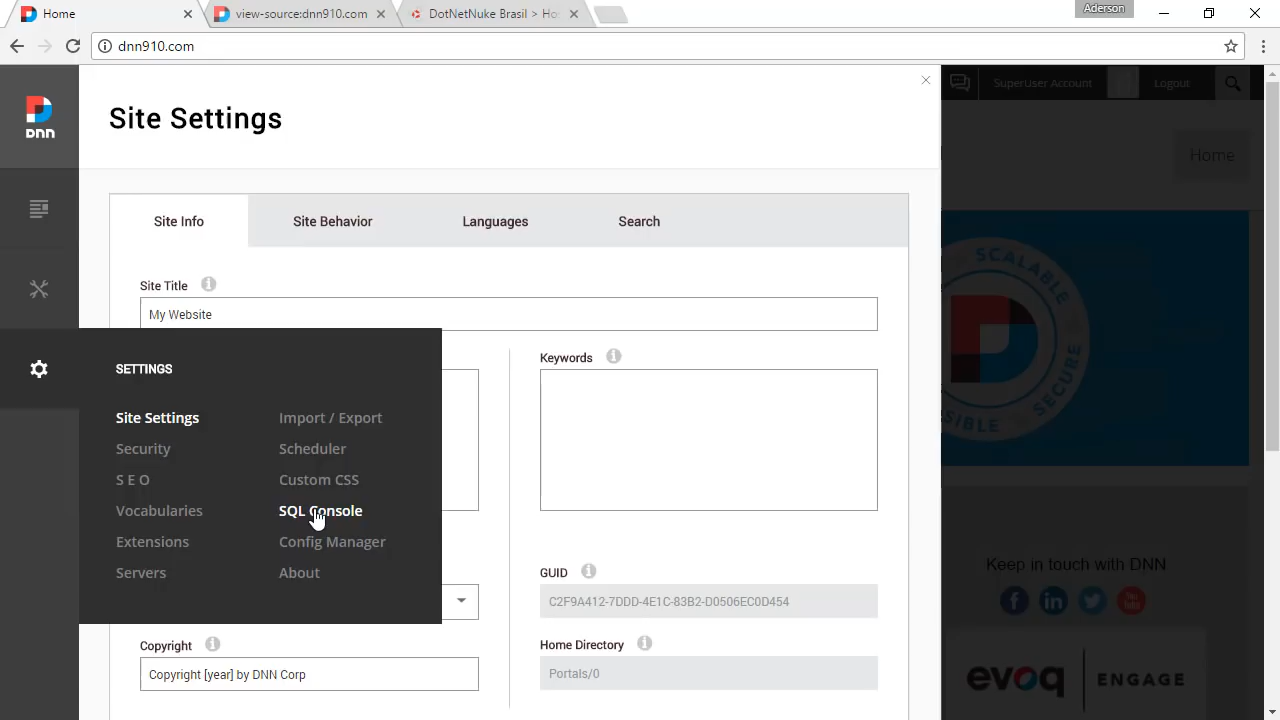 Home
view-source:dnn910.com
DotNetNuke Brasil > Ho
Aderson
dnn910.com
DNN
Site Settings
SuperUser Account
Logout
Home
Site Info
Site Behavior
Languages
Search
Site Title
My Website
Keywords
SETTINGS
Site Settings
Import / Export
Security
Scheduler
S E O
Custom CSS
Vocabularies
SQL Console
Extensions
Config Manager
Servers
About
SCALABLE
SECURE
GUID
C2F9A412-7DDD-4E1C-83B2-D0506EC0D454
Keep in touch with DNN
Copyright
Home Directory
Copyright [year] by DNN Corp
Portals/0
evoq ENGAGE